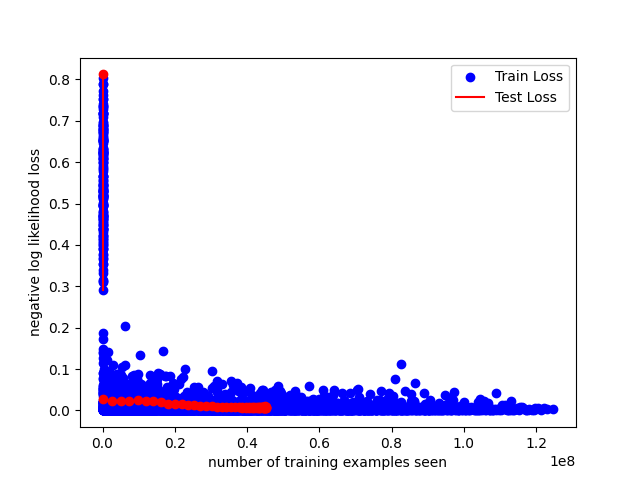 Train Loss
Test Loss
negative log likelihood loss
0.8
0.7
0.6
0.5
0.4
0.3
0.2
0.1
0.0
0.0 0.2 0.4 0.6 0.8 1.0 1.2
1e8
number of training examples seen